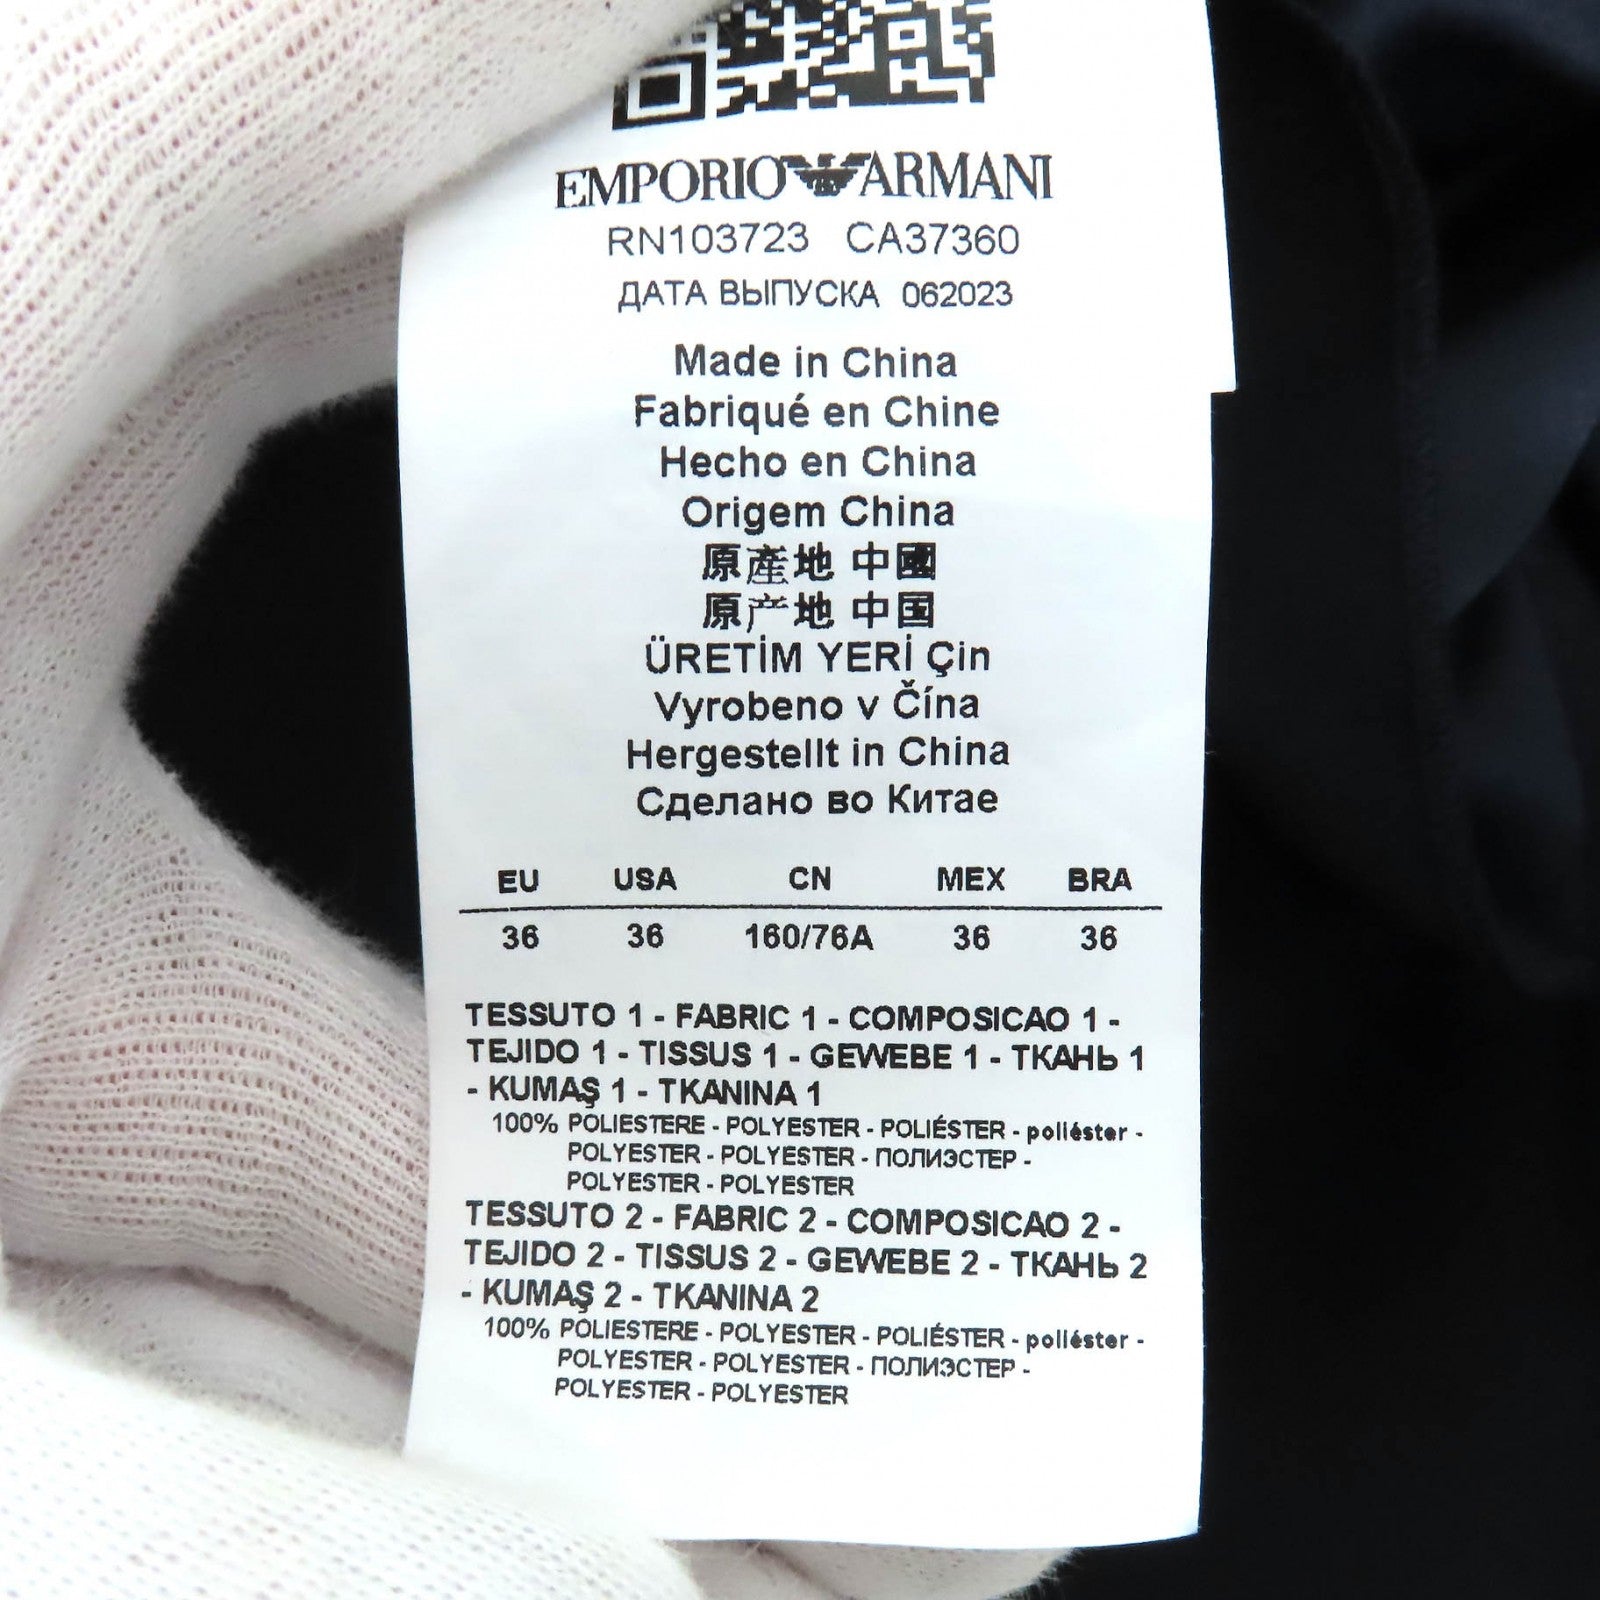 EMPORIO ARMANI
RN103723 CA37360
ДАТА ВЫПУСКА 062023
Made in China
Fabriqué en Chine
Hecho en China
Origem China
原產地 中國
原产地 中国
ÜRETİM YERİ Çin
Vyrobeno v Čína
Hergestellt in China
Сделано во Китае
EU USA CN MEX BRA
36 36 160/76A 36 36
TESSUTO 1 - FABRIC 1 - COMPOSICAO 1 -
TEJIDO 1 - TISSUS 1 - GEWEBE 1 - ТКАНЬ 1
- KUMAŞ 1 - TKANINA 1
100% POLIESTERE - POLYESTER - POLIÉSTER - poliéster -
POLYESTER - POLYESTER - ПОЛИЭСТЕР -
POLYESTER - POLYESTER
TESSUTO 2 - FABRIC 2 - COMPOSICAO 2 -
TEJIDO 2 - TISSUS 2 - GEWEBE 2 - ТКАНЬ 2
- KUMAŞ 2 - TKANINA 2
100% POLIESTERE - POLYESTER - POLIÉSTER - poliéster -
POLYESTER - POLYESTER - ПОЛИЭСТЕР -
POLYESTER - POLYESTER